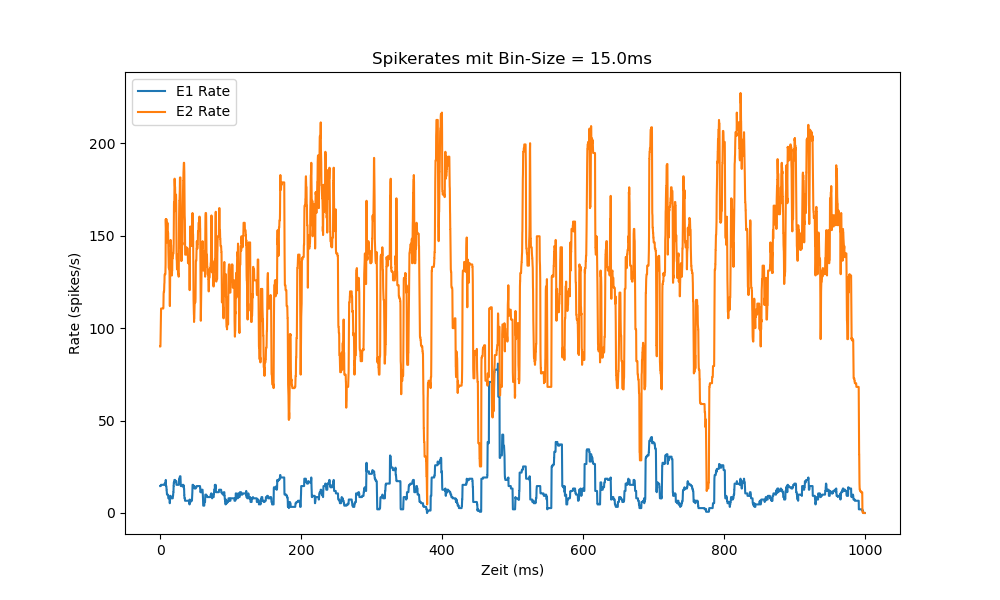 Spikerates mit Bin-Size = 15.0ms
E1 Rate
E2 Rate
Rate (spikes/s)
200
150
100
50
0
0 200 400 600 800 1000
Zeit (ms)